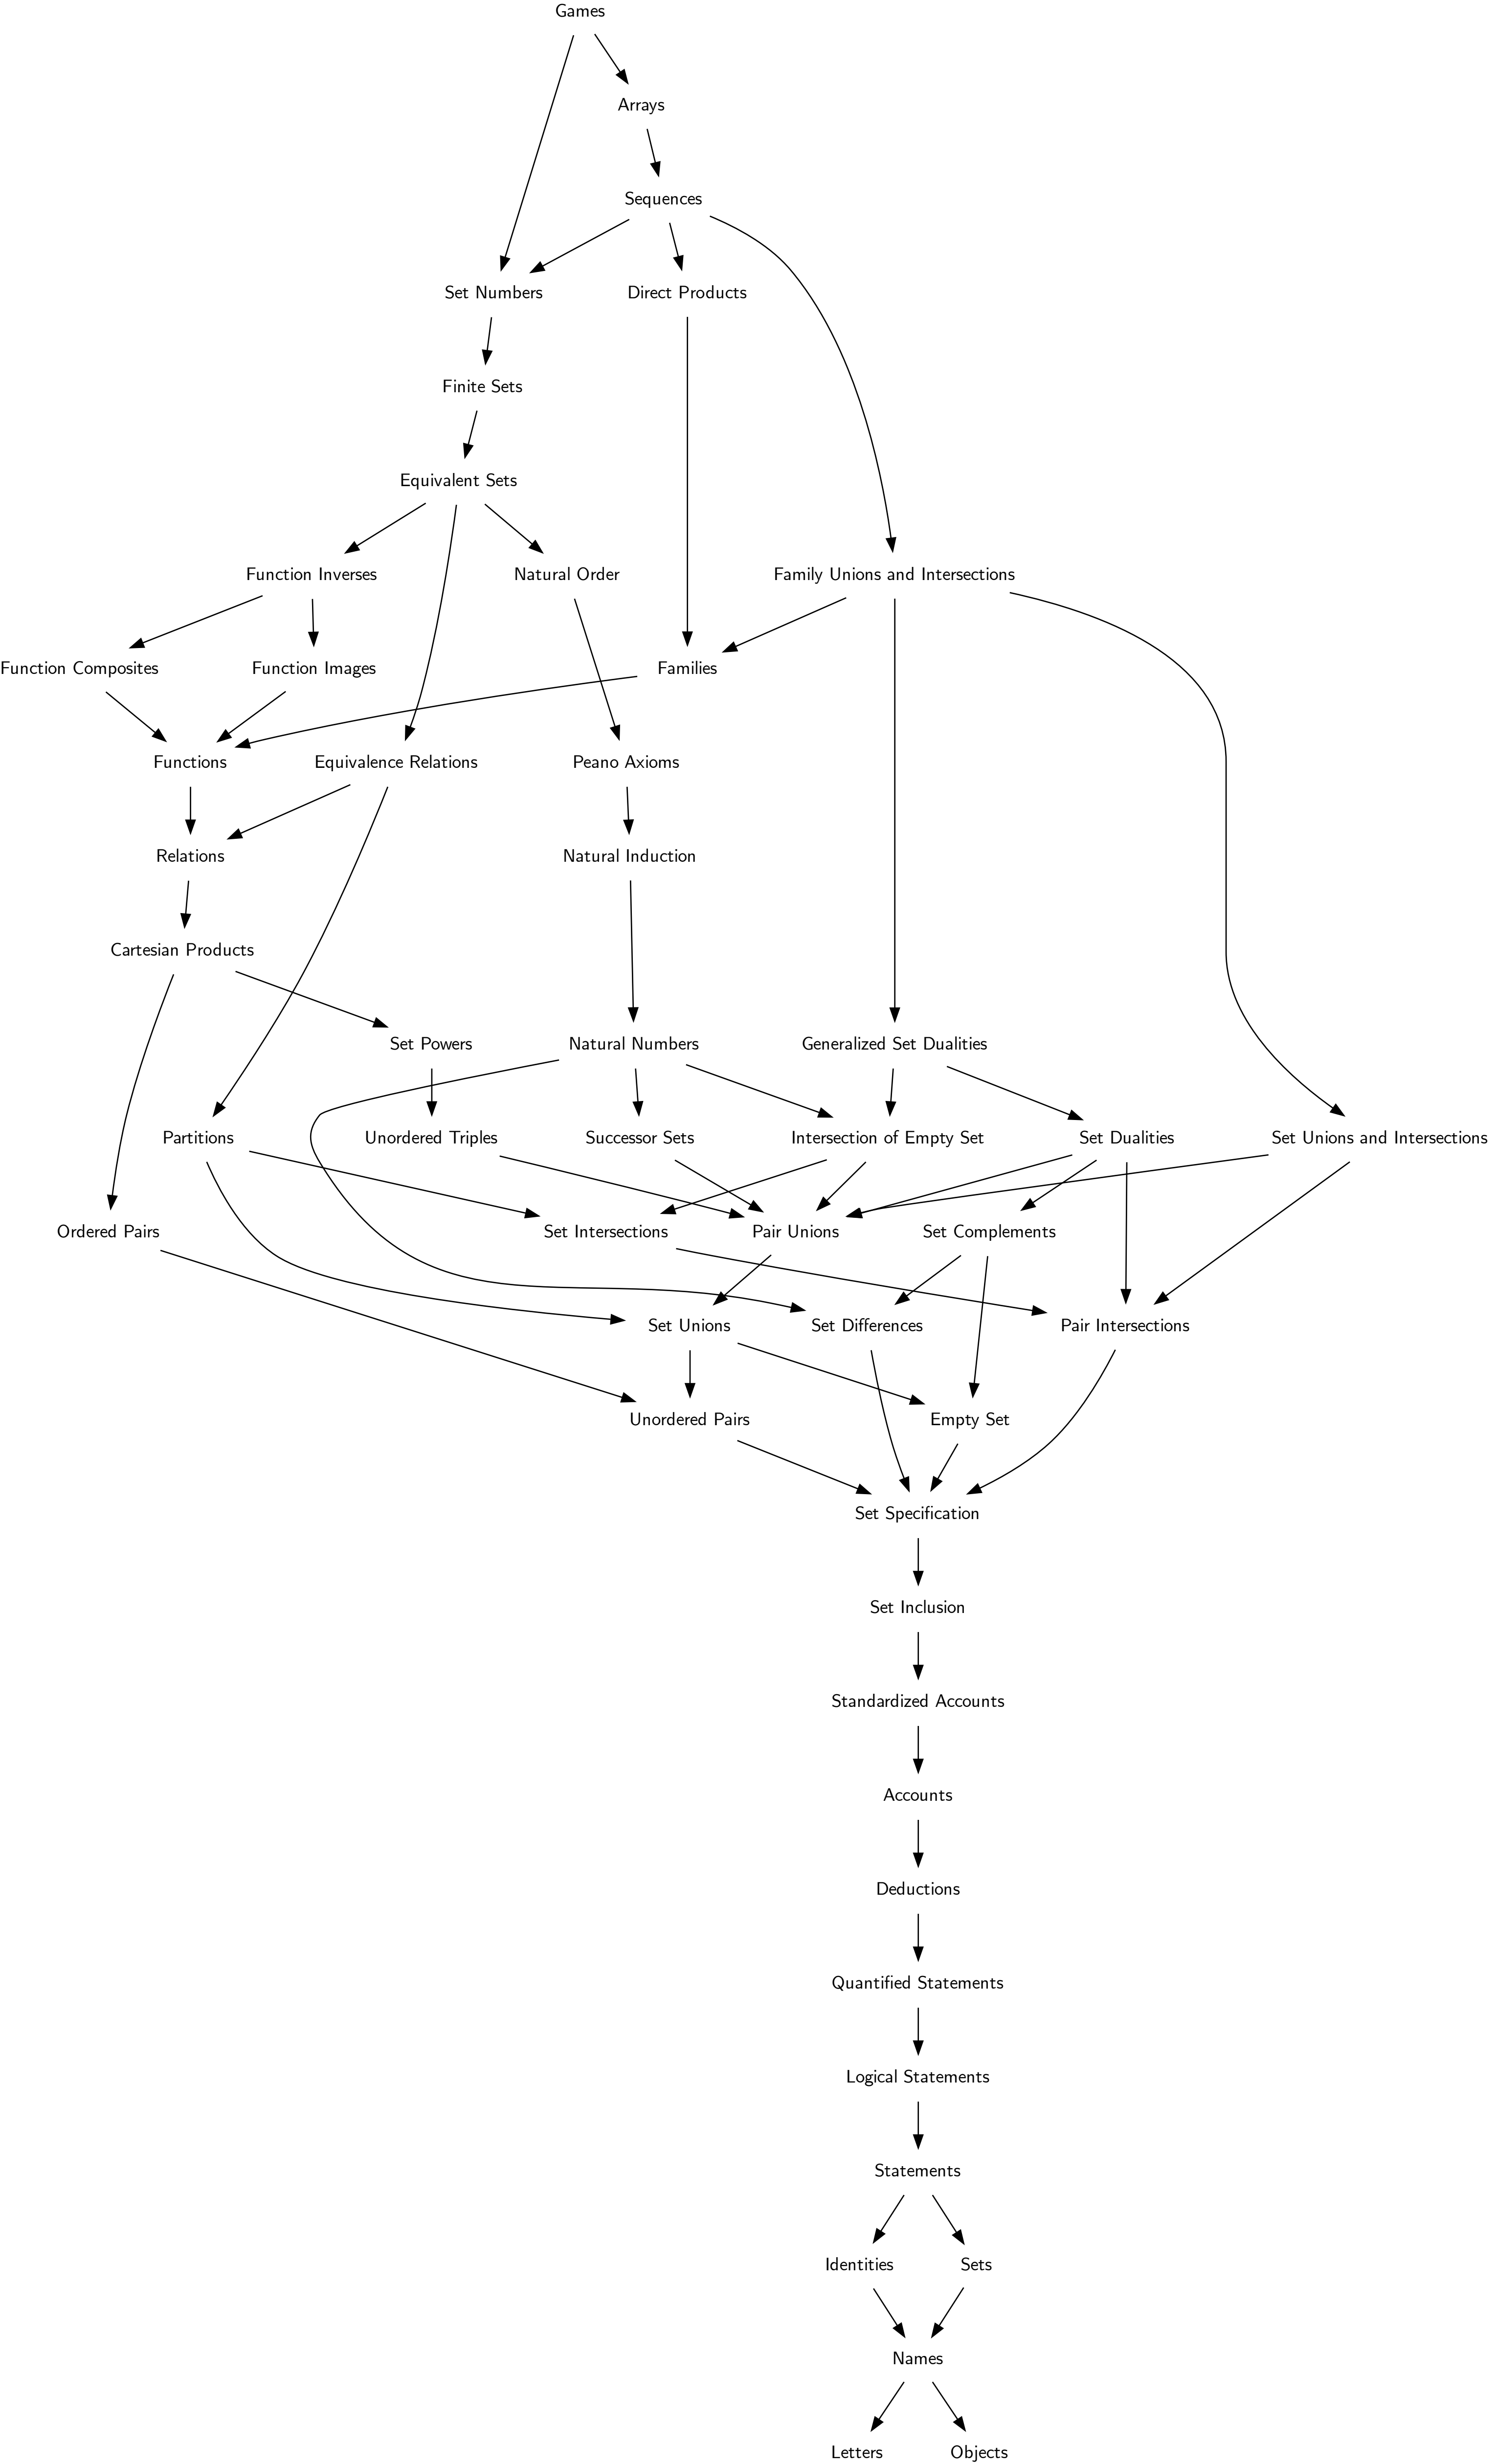 Games
Arrays
Sequences
Set Numbers
Direct Products
Finite Sets
Equivalent Sets
Function Inverses
Natural Order
Family Unions and Intersections
Function Composites
Function Images
Families
Functions
Equivalence Relations
Peano Axioms
Relations
Natural Induction
Cartesian Products
Set Powers
Natural Numbers
Generalized Set Dualities
Partitions
Unordered Triples
Successor Sets
Intersection of Empty Set
Set Dualities
Set Unions and Intersections
Ordered Pairs
Set Intersections
Pair Unions
Set Complements
Set Unions
Set Differences
Pair Intersections
Unordered Pairs
Empty Set
Set Specification
Set Inclusion
Standardized Accounts
Accounts
Deductions
Quantified Statements
Logical Statements
Statements
Identities
Sets
Names
Letters
Objects